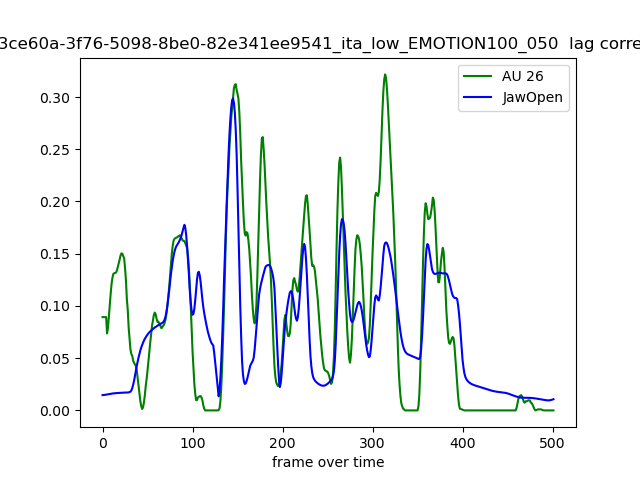 3ce60a-3f76-5098-8be0-82e341ee9541_ita_low_EMOTION100_050  lag corre
AU 26
JawOpen
0.30
0.25
0.20
0.15
0.10
0.05
0.00
0 100 200 300 400 500
frame over time